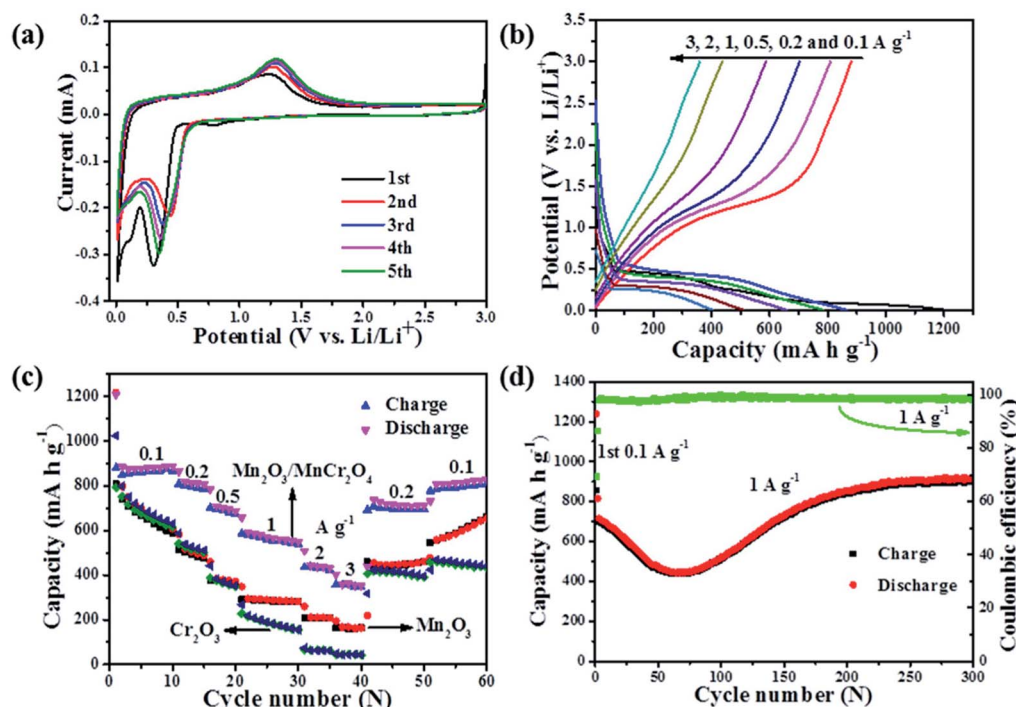 (a)
0.2
0.1
0.0
-0.1
-0.2
-0.3
-0.4
Current (mA)
1st
2nd
3rd
4th
5th
0.0 0.5 1.0 1.5 2.0 2.5 3.0
Potential (V vs. Li/Li+)
(b)
3.5
3.0
2.5
2.0
1.5
1.0
0.5
0.0
Potential (V vs. Li/Li+)
3, 2, 1, 0.5, 0.2 and 0.1 A g-1
0 200 400 600 800 1000 1200
Capacity (mA h g-1)
(c)
1200
1000
800
600
400
200
0
Capacity (mA h g-1)
Charge
Discharge
0.1
0.2
0.5
Mn2O3/MnCr2O4
1
A g-1
2
3
0.2
0.1
Cr2O3
Mn2O3
0 10 20 30 40 50 60
Cycle number (N)
(d)
1400
1300
1200
1000
900
800
600
500
400
200
100
0
Capacity (mA h g-1)
1st 0.1 A g-1
1 A g-1
1 A g-1
Charge
Discharge
100
80
60
40
20
0
Coulombic efficiency (%)
0 50 100 150 200 250 300
Cycle number (N)